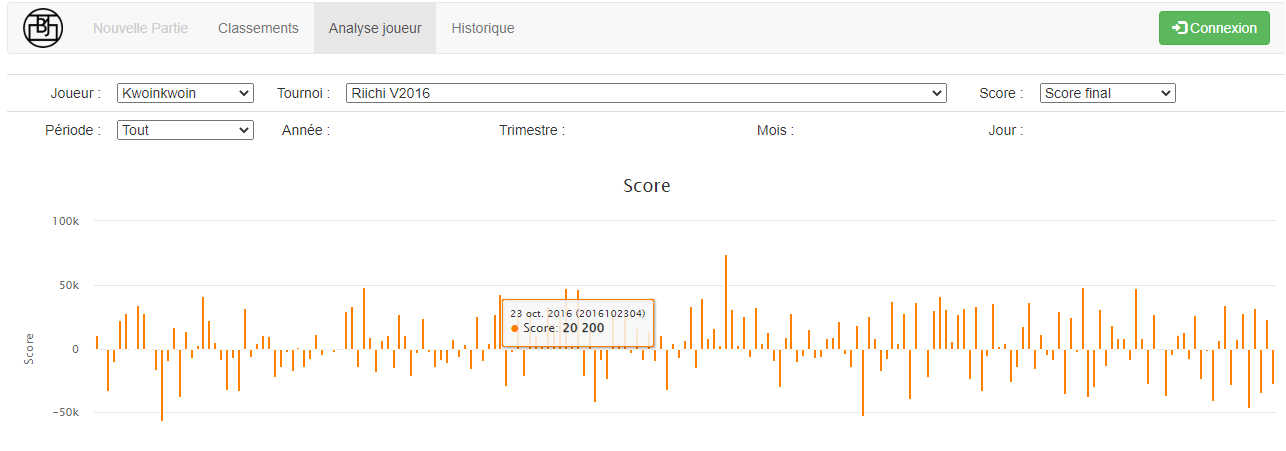 BJ
Nouvelle Partie Classements Analyse joueur Historique Connexion
Joueur : Kwoinkwoin Tournoi : Riichi V2016 Score : Score final
Période : Tout Année : Trimestre : Mois : Jour :
Score
100k
50k
23 oct. 2016 (2016102304)
● Score: 20 200
0
Score
−50k